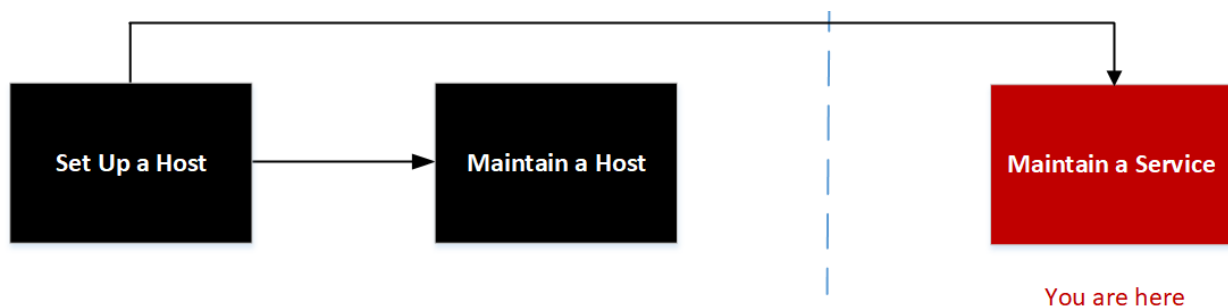 Set Up a Host
Maintain a Host
Maintain a Service
You are here